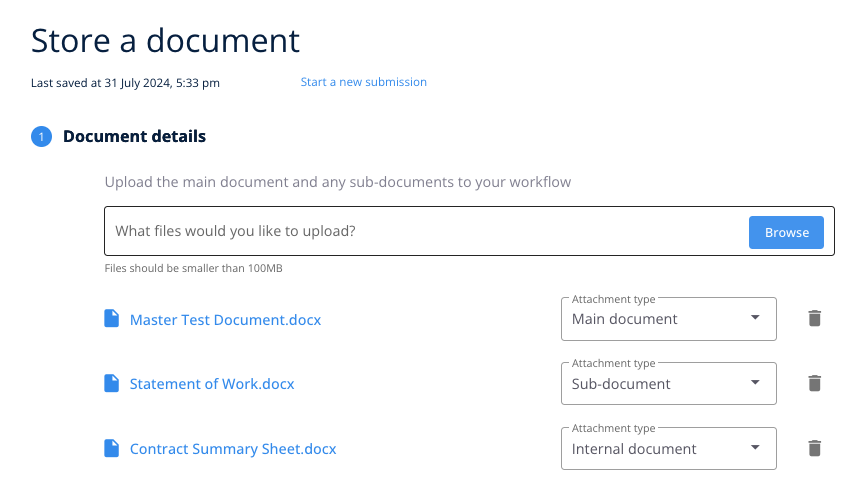 Store a document
Last saved at 31 July 2024, 5:33 pm Start a new submission
1 Document details
Upload the main document and any sub-documents to your workflow
What files would you like to upload? Browse
Files should be smaller than 100MB
Attachment type
Master Test Document.docx Main document
Attachment type
Statement of Work.docx Sub-document
Attachment type
Contract Summary Sheet.docx Internal document